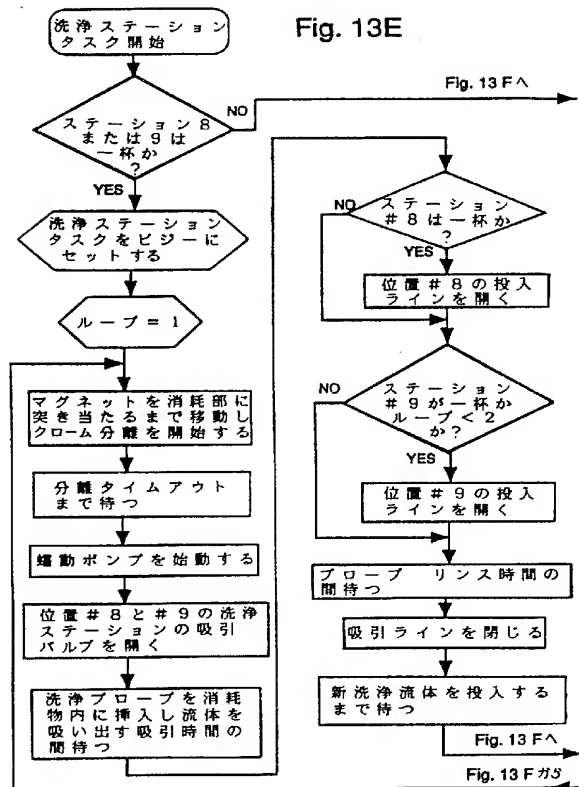 Fig. 13E
洗浄ステーション
タスク開始
NO
Fig. 13 Fへ
ステーション8
または9は
一杯か
?
YES
洗浄ステーション
タスクをビジーに
セットする
ループ=1
マグネットを消耗部に
突き当たるまで移動し
クローム分離を開始する
分離タイムアウト
まで待つ
蠕動ポンプを始動する
位置#8と#9の洗浄
ステーションの吸引
バルブを開く
洗浄プローブを消耗
物内に挿入し流体を
吸い出す吸引時間の
間待つ
ステーション
#8は一杯か
?
NO
YES
位置#8の投入
ラインを開く
ステーション
#9が一杯か
ループ<2
か?
NO
YES
位置#9の投入
ラインを開く
プローブ リンス時間の
間待つ
吸引ラインを閉じる
新洗浄流体を投入する
まで待つ
Fig. 13 Fへ
Fig. 13 Fから